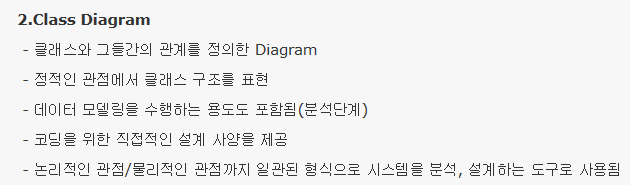 2.Class Diagram
- 클래스와 그들간의 관계를 정의한 Diagram
- 정적인 관점에서 클래스 구조를 표현
- 데이터 모델링을 수행하는 용도도 포함됨(분석단계)
- 코딩을 위한 직접적인 설계 사양을 제공
- 논리적인 관점/물리적인 관점까지 일관된 형식으로 시스템을 분석, 설계하는 도구로 사용됨